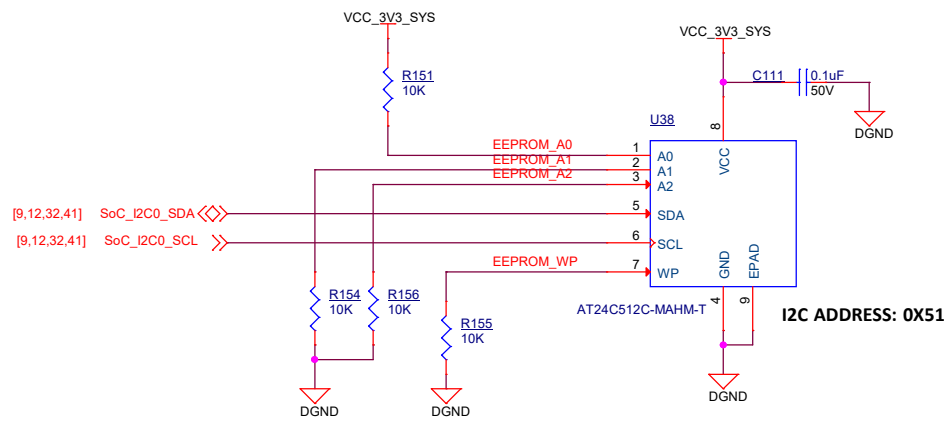 VCC_3V3_SYS
VCC_3V3_SYS
R151
10K
C111
0.1uF
50V
DGND
U38
8
VCC
EEPROM_A0
1
A0
EEPROM_A1
2
A1
EEPROM_A2
3
A2
[9,12,32,41]
SoC_I2C0_SDA
5
SDA
[9,12,32,41]
SoC_I2C0_SCL
6
SCL
EEPROM_WP
7
WP
GND
EPAD
4
9
R154
10K
R156
10K
R155
10K
AT24C512C-MAHM-T
I2C ADDRESS: 0X51
DGND
DGND
DGND